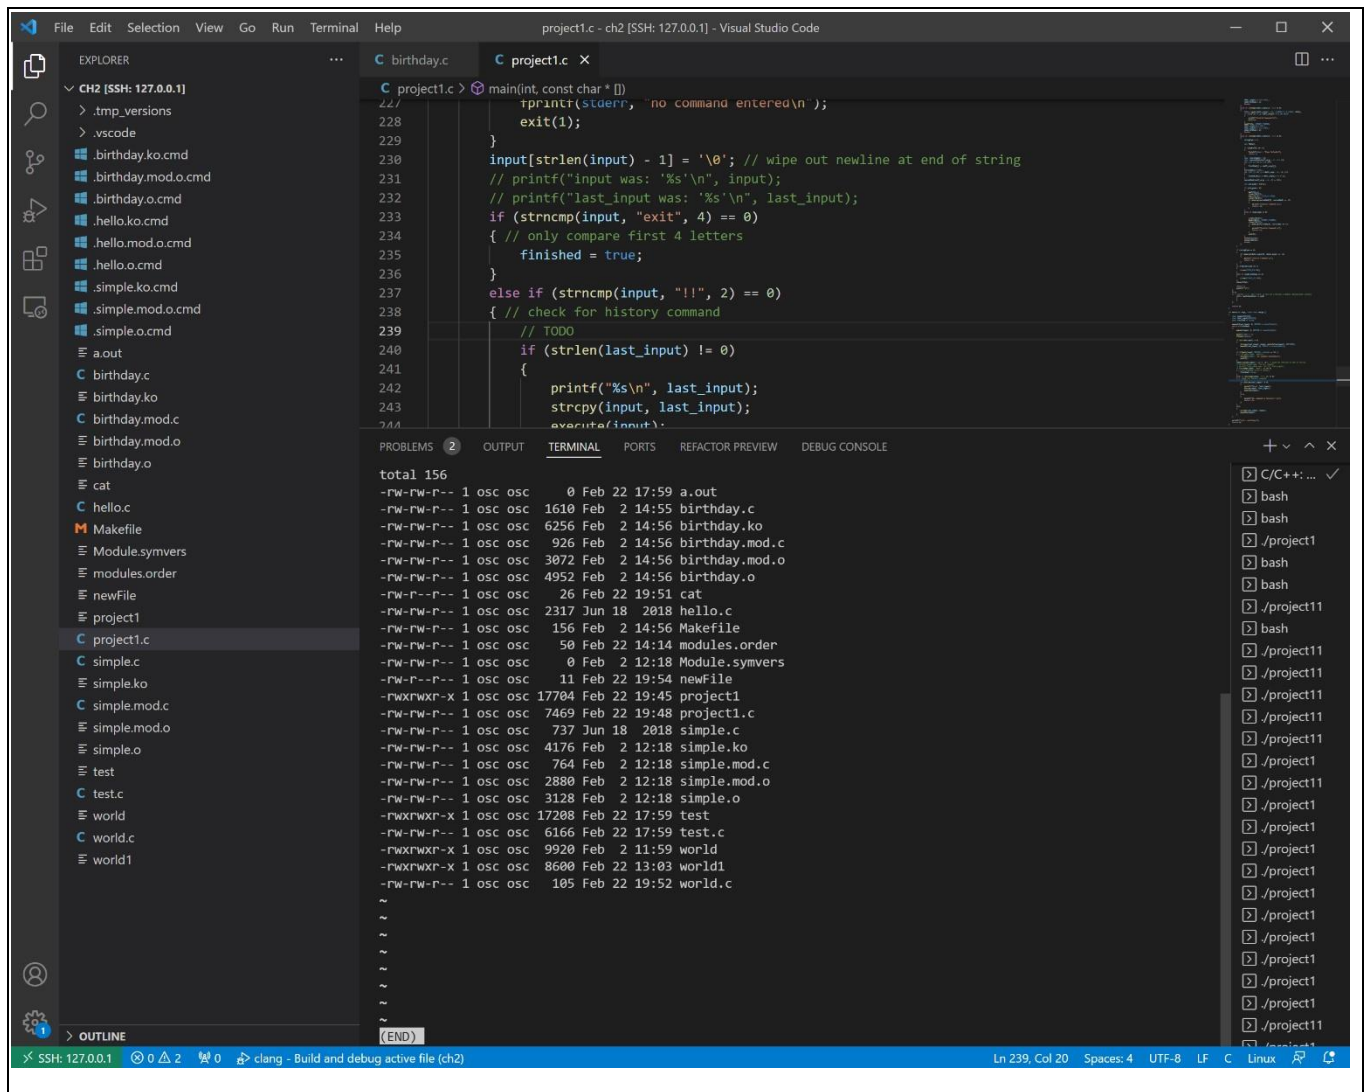 File Edit Selection View Go Run Terminal Help project1.c - ch2 [SSH: 127.0.0.1] - Visual Studio Code
EXPLORER
CH2 [SSH: 127.0.0.1]
.tmp_versions
.vscode
.birthday.ko.cmd
.birthday.mod.o.cmd
.birthday.o.cmd
.hello.ko.cmd
.hello.mod.o.cmd
.hello.o.cmd
.simple.ko.cmd
.simple.mod.o.cmd
.simple.o.cmd
a.out
C birthday.c
birthday.ko
C birthday.mod.c
birthday.mod.o
birthday.o
cat
C hello.c
M Makefile
Module.symvers
modules.order
newFile
project1
C project1.c
C simple.c
simple.ko
C simple.mod.c
simple.mod.o
simple.o
test
C test.c
world
C world.c
world1
OUTLINE
C birthday.c C project1.c
C project1.c > main(int, const char * [])
227 fprintf(stderr, "no command entered\n");
228 exit(1);
229 }
230 input[strlen(input) - 1] = '\0'; // wipe out newline at end of string
231 // printf("input was: '%s'\n", input);
232 // printf("last_input was: '%s'\n", last_input);
233 if (strncmp(input, "exit", 4) == 0)
234 { // only compare first 4 letters
235 finished = true;
236 }
237 else if (strncmp(input, "!!", 2) == 0)
238 { // check for history command
239 // TODO
240 if (strlen(last_input) != 0)
241 {
242 printf("%s\n", last_input);
243 strcpy(input, last_input);
244 execute(input);
PROBLEMS 2 OUTPUT TERMINAL PORTS REFACTOR PREVIEW DEBUG CONSOLE
total 156
-rw-rw-r-- 1 osc osc 0 Feb 22 17:59 a.out
-rw-rw-r-- 1 osc osc 1610 Feb 2 14:55 birthday.c
-rw-rw-r-- 1 osc osc 6256 Feb 2 14:56 birthday.ko
-rw-rw-r-- 1 osc osc 926 Feb 2 14:56 birthday.mod.c
-rw-rw-r-- 1 osc osc 3072 Feb 2 14:56 birthday.mod.o
-rw-rw-r-- 1 osc osc 4952 Feb 2 14:56 birthday.o
-rw-r--r-- 1 osc osc 26 Feb 22 19:51 cat
-rw-rw-r-- 1 osc osc 2317 Jun 18 2018 hello.c
-rw-rw-r-- 1 osc osc 156 Feb 2 14:56 Makefile
-rw-rw-r-- 1 osc osc 50 Feb 22 14:14 modules.order
-rw-rw-r-- 1 osc osc 0 Feb 2 12:18 Module.symvers
-rw-r--r-- 1 osc osc 11 Feb 22 19:54 newFile
-rwxrwxr-x 1 osc osc 17704 Feb 22 19:45 project1
-rw-rw-r-- 1 osc osc 7469 Feb 22 19:48 project1.c
-rw-rw-r-- 1 osc osc 737 Jun 18 2018 simple.c
-rw-rw-r-- 1 osc osc 4176 Feb 2 12:18 simple.ko
-rw-rw-r-- 1 osc osc 764 Feb 2 12:18 simple.mod.c
-rw-rw-r-- 1 osc osc 2880 Feb 2 12:18 simple.mod.o
-rw-rw-r-- 1 osc osc 3128 Feb 2 12:18 simple.o
-rwxrwxr-x 1 osc osc 17208 Feb 22 17:59 test
-rw-rw-r-- 1 osc osc 6166 Feb 22 17:59 test.c
-rwxrwxr-x 1 osc osc 9920 Feb 2 11:59 world
-rwxrwxr-x 1 osc osc 8600 Feb 22 13:03 world1
-rw-rw-r-- 1 osc osc 105 Feb 22 19:52 world.c
~
~
~
~
~
~
~
~
(END)
C/C++: ...
bash
bash
./project1
bash
bash
./project11
bash
./project11
./project11
./project11
./project11
./project11
./project1
./project11
./project1
./project1
./project1
./project1
./project1
./project1
./project1
./project1
./project1
./project1
./project11
SSH: 127.0.0.1 0 2 0 clang - Build and debug active file (ch2) Ln 239, Col 20 Spaces: 4 UTF-8 LF C Linux